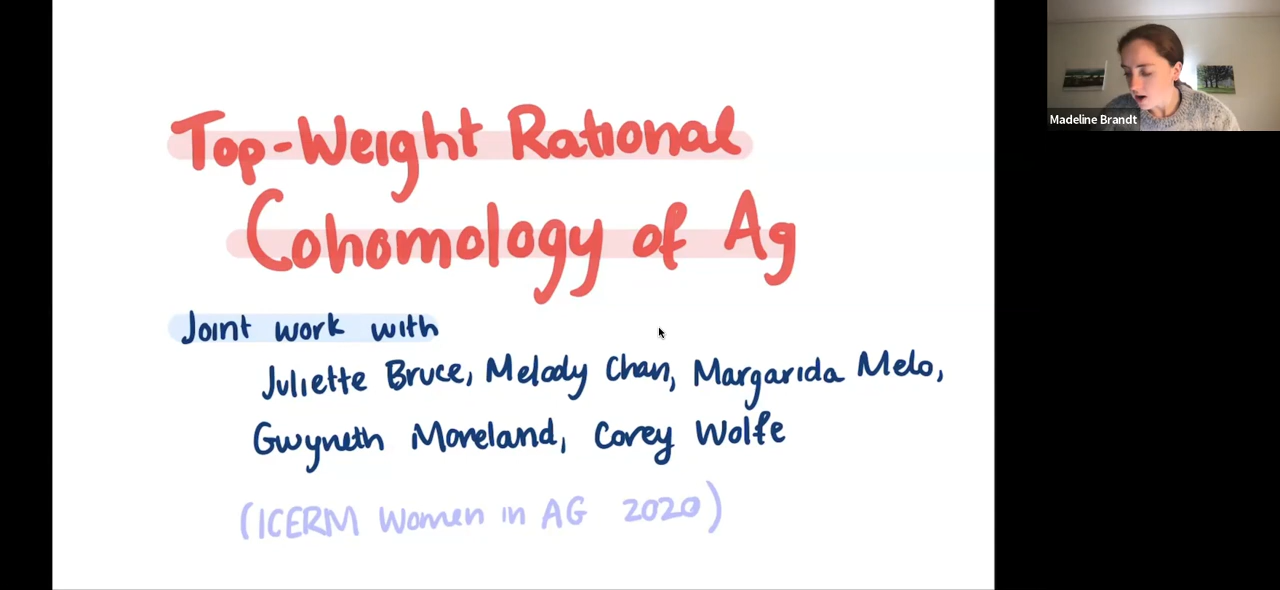 Top-Weight Rational
Cohomology of Ag
Joint work with
Juliette Bruce, Melody Chan, Margarida Melo,
Gwyneth Moreland, Corey Wolfe
(ICERM Women in AG 2020)
Madeline Brandt